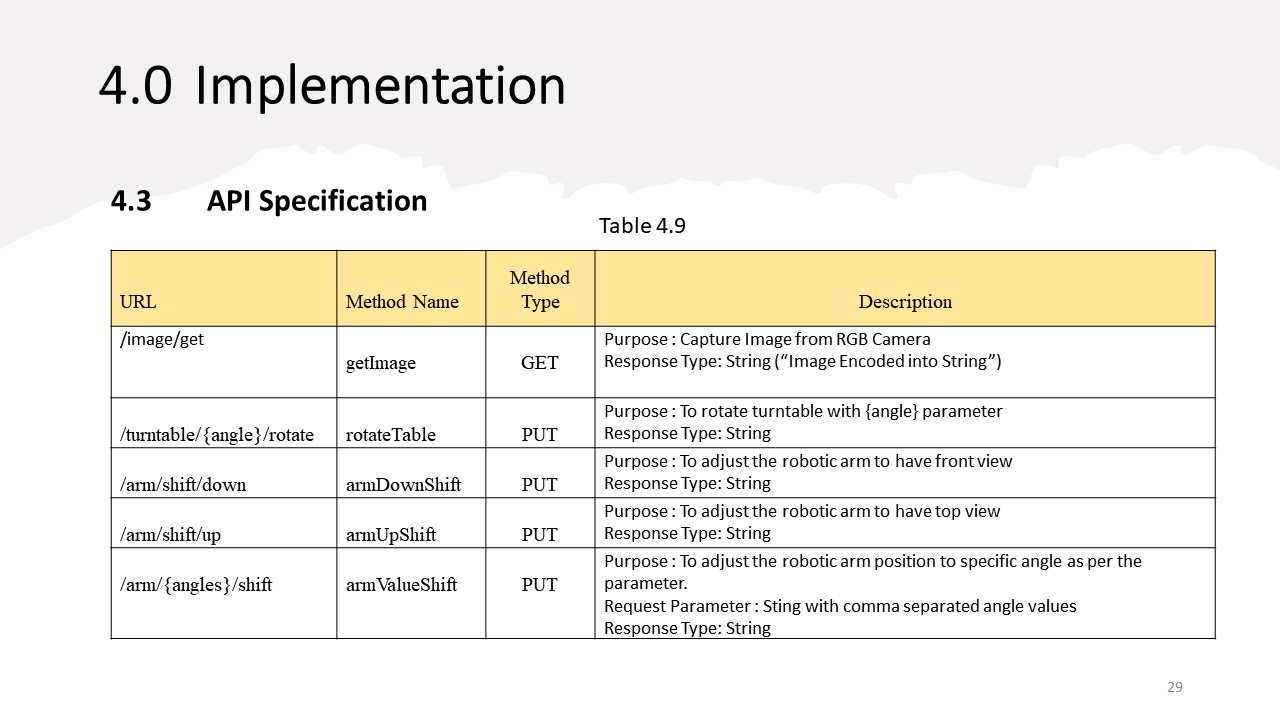 4.0 Implementation
4.3 API Specification
Table 4.9
URL Method Name Method Type Description
/image/get getImage GET Purpose : Capture Image from RGB Camera
Response Type: String (“Image Encoded into String”)
/turntable/{angle}/rotate rotateTable PUT Purpose : To rotate turntable with {angle} parameter
Response Type: String
/arm/shift/down armDownShift PUT Purpose : To adjust the robotic arm to have front view
Response Type: String
/arm/shift/up armUpShift PUT Purpose : To adjust the robotic arm to have top view
Response Type: String
/arm/{angles}/shift armValueShift PUT Purpose : To adjust the robotic arm position to specific angle as per the
parameter.
Request Parameter : Sting with comma separated angle values
Response Type: String
29